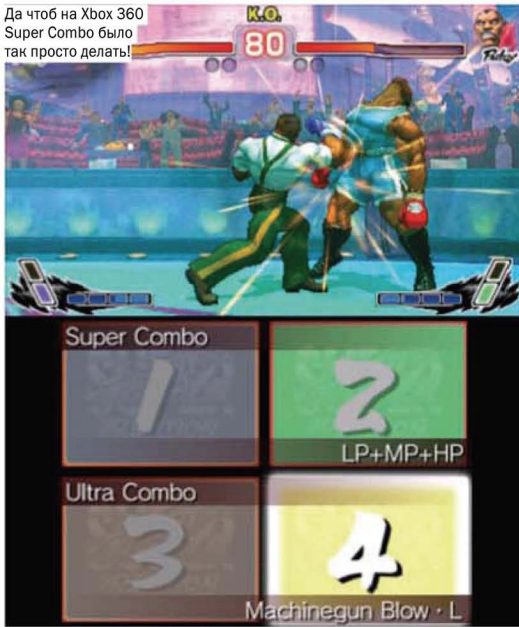 Да чтоб на Xbox 360
Super Combo было
так просто делать!
K.O.
80
Super Combo
1
2
LP+MP+HP
Ultra Combo
3
4
Machinegun Blow · L